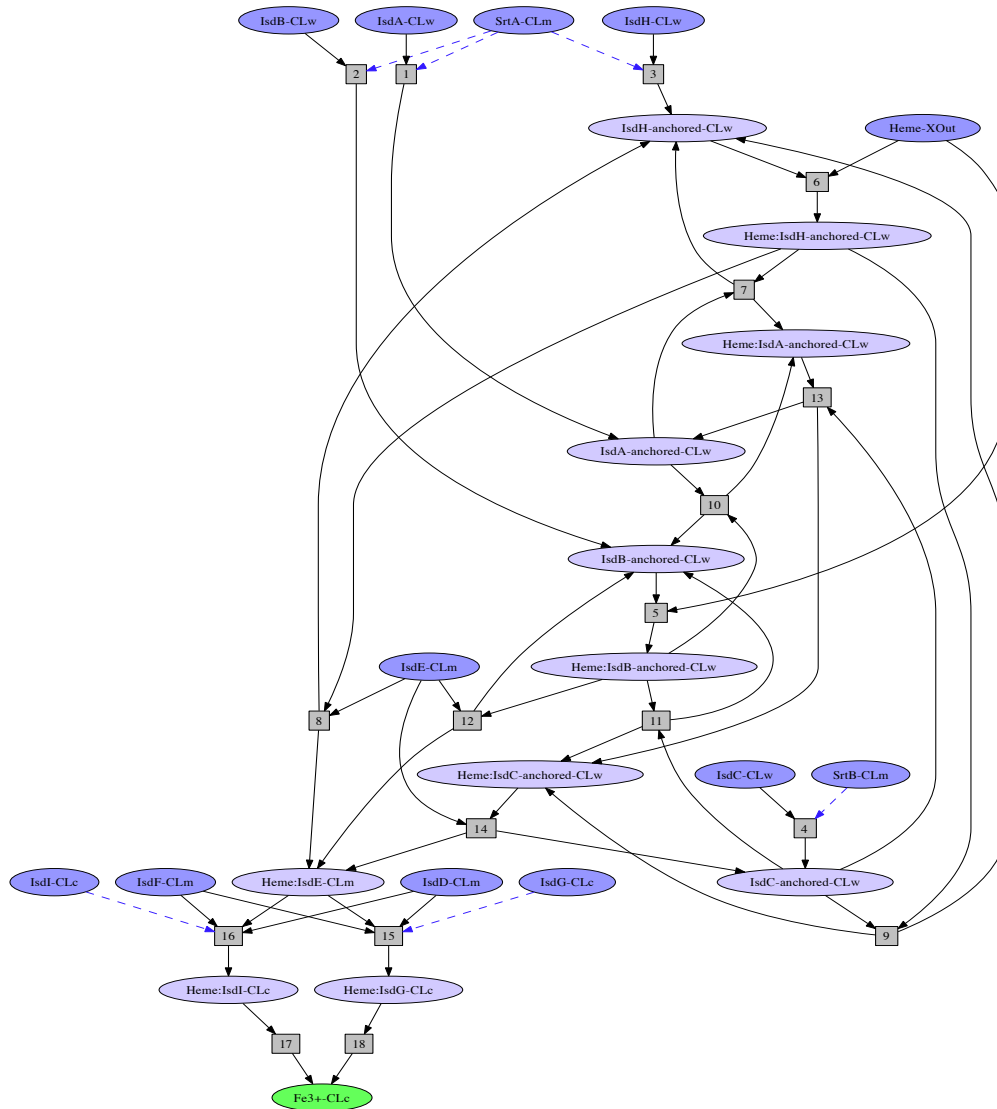 IsdB-CLw
IsdA-CLw
SrtA-CLm
IsdH-CLw
2
1
3
IsdH-anchored-CLw
Heme-XOut
6
Heme:IsdH-anchored-CLw
7
Heme:IsdA-anchored-CLw
13
IsdA-anchored-CLw
10
IsdB-anchored-CLw
5
IsdE-CLm
Heme:IsdB-anchored-CLw
8
12
11
Heme:IsdC-anchored-CLw
IsdC-CLw
SrtB-CLm
14
4
IsdI-CLc
IsdF-CLm
Heme:IsdE-CLm
IsdD-CLm
IsdG-CLc
IsdC-anchored-CLw
16
15
9
Heme:IsdI-CLc
Heme:IsdG-CLc
17
18
Fe3+-CLc